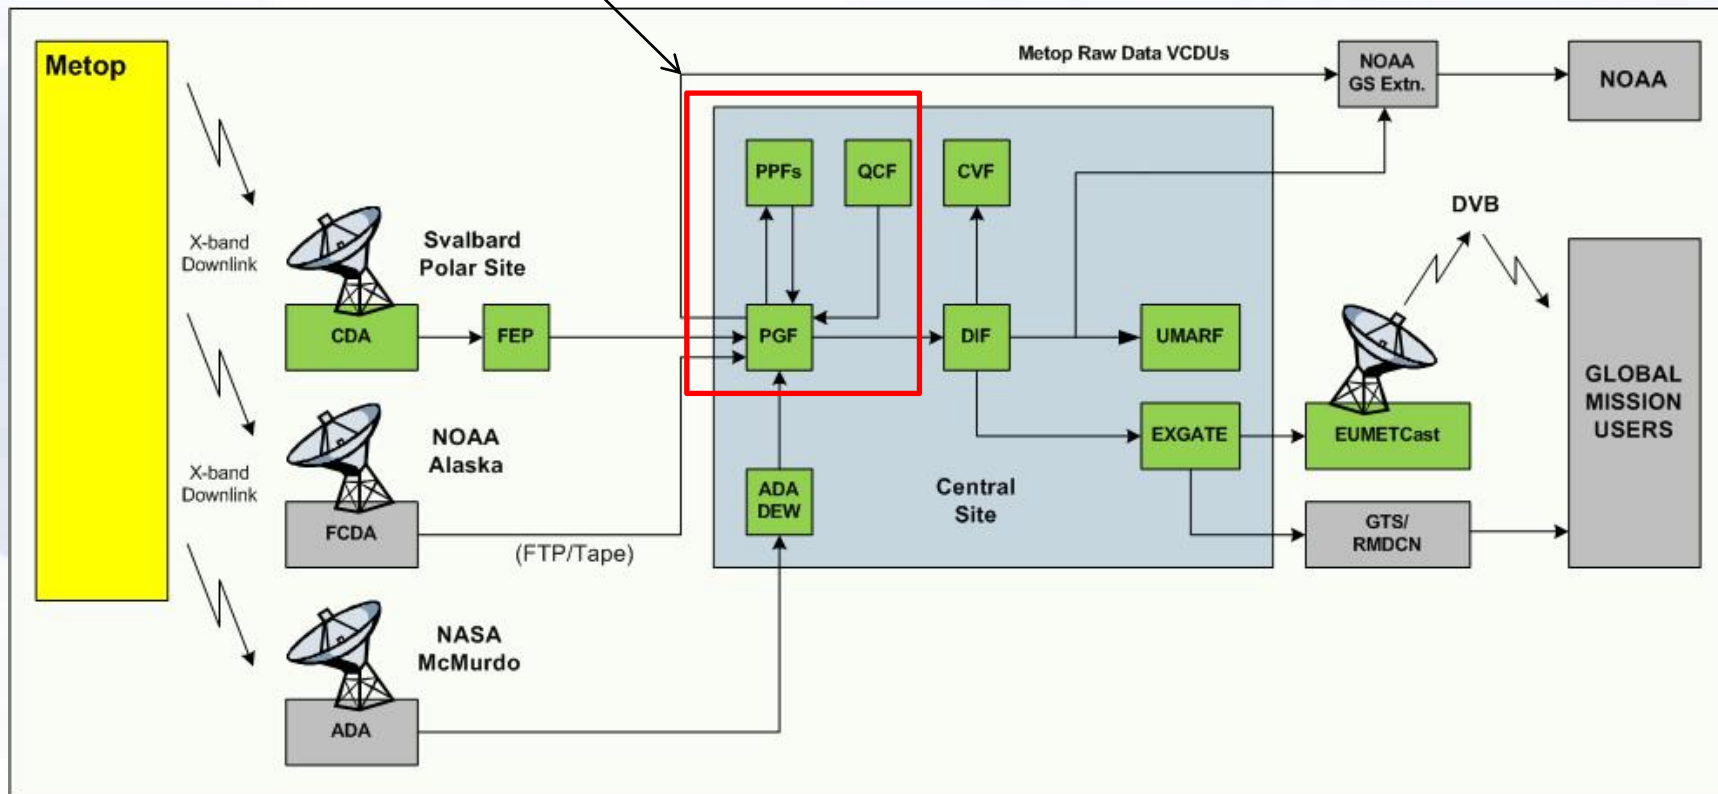 Metop
Metop Raw Data VCDUs
NOAA
GS Extn.
NOAA
PPFs
QCF
CVF
DVB
X-band
Downlink
Svalbard
Polar Site
CDA
FEP
PGF
DIF
UMARF
GLOBAL
MISSION
USERS
NOAA
Alaska
EXGATE
EUMETCast
X-band
Downlink
ADA
DEW
Central
Site
FCDA
(FTP/Tape)
GTS/
RMDCN
NASA
McMurdo
ADA